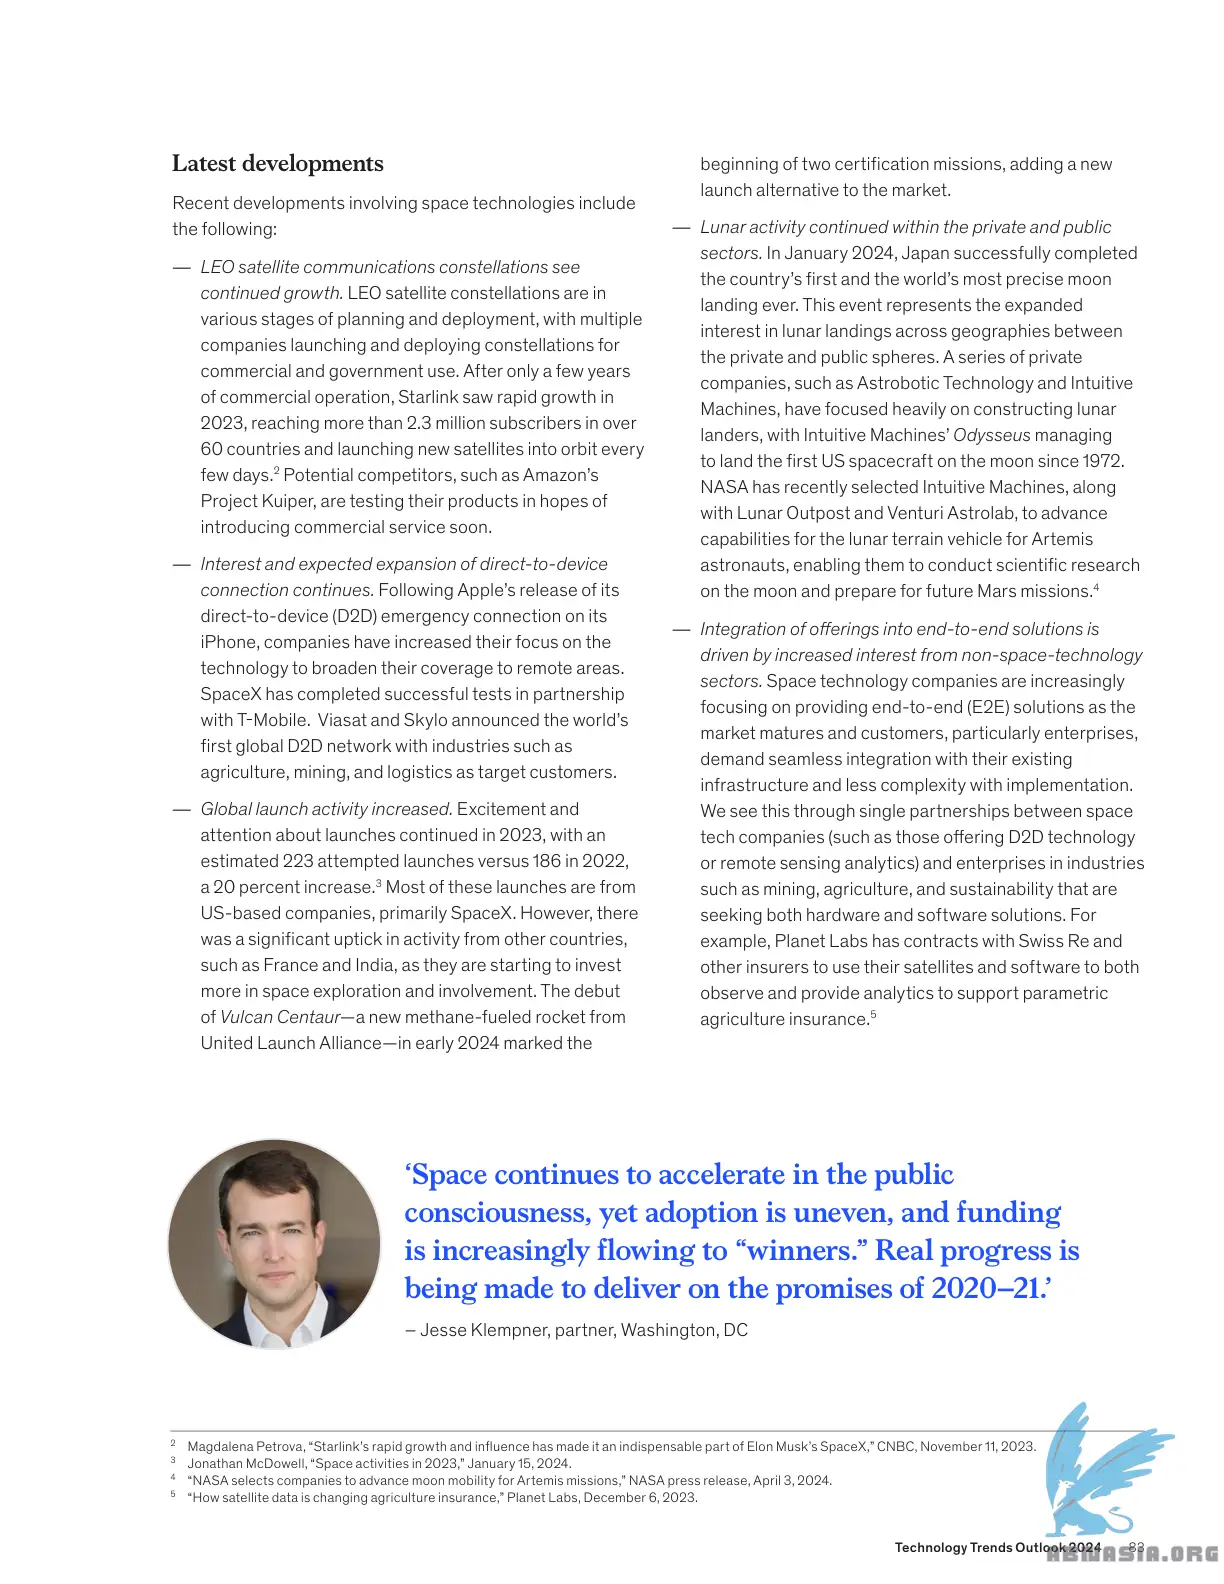 Latest developments
Recent developments involving space technologies include
the following:
— LEO satellite communications constellations see
continued growth. LEO satellite constellations are in
various stages of planning and deployment, with multiple
companies launching and deploying constellations for
commercial and government use. After only a few years
of commercial operation, Starlink saw rapid growth in
2023, reaching more than 2.3 million subscribers in over
60 countries and launching new satellites into orbit every
few days.2 Potential competitors, such as Amazon’s
Project Kuiper, are testing their products in hopes of
introducing commercial service soon.
— Interest and expected expansion of direct-to-device
connection continues. Following Apple’s release of its
direct-to-device (D2D) emergency connection on its
iPhone, companies have increased their focus on the
technology to broaden their coverage to remote areas.
SpaceX has completed successful tests in partnership
with T-Mobile. Viasat and Skylo announced the world’s
first global D2D network with industries such as
agriculture, mining, and logistics as target customers.
— Global launch activity increased. Excitement and
attention about launches continued in 2023, with an
estimated 223 attempted launches versus 186 in 2022,
a 20 percent increase.3 Most of these launches are from
US-based companies, primarily SpaceX. However, there
was a significant uptick in activity from other countries,
such as France and India, as they are starting to invest
more in space exploration and involvement. The debut
of Vulcan Centaur—a new methane-fueled rocket from
United Launch Alliance—in early 2024 marked the
beginning of two certification missions, adding a new
launch alternative to the market.
— Lunar activity continued within the private and public
sectors. In January 2024, Japan successfully completed
the country’s first and the world’s most precise moon
landing ever. This event represents the expanded
interest in lunar landings across geographies between
the private and public spheres. A series of private
companies, such as Astrobotic Technology and Intuitive
Machines, have focused heavily on constructing lunar
landers, with Intuitive Machines’ Odysseus managing
to land the first US spacecraft on the moon since 1972.
NASA has recently selected Intuitive Machines, along
with Lunar Outpost and Venturi Astrolab, to advance
capabilities for the lunar terrain vehicle for Artemis
astronauts, enabling them to conduct scientific research
on the moon and prepare for future Mars missions.4
— Integration of offerings into end-to-end solutions is
driven by increased interest from non-space-technology
sectors. Space technology companies are increasingly
focusing on providing end-to-end (E2E) solutions as the
market matures and customers, particularly enterprises,
demand seamless integration with their existing
infrastructure and less complexity with implementation.
We see this through single partnerships between space
tech companies (such as those offering D2D technology
or remote sensing analytics) and enterprises in industries
such as mining, agriculture, and sustainability that are
seeking both hardware and software solutions. For
example, Planet Labs has contracts with Swiss Re and
other insurers to use their satellites and software to both
observe and provide analytics to support parametric
agriculture insurance.5
‘Space continues to accelerate in the public
consciousness, yet adoption is uneven, and funding
is increasingly flowing to “winners.” Real progress is
being made to deliver on the promises of 2020–21.’
– Jesse Klempner, partner, Washington, DC
2 Magdalena Petrova, “Starlink’s rapid growth and influence has made it an indispensable part of Elon Musk’s SpaceX,” CNBC, November 11, 2023.
3 Jonathan McDowell, “Space activities in 2023,” January 15, 2024.
4 “NASA selects companies to advance moon mobility for Artemis missions,” NASA press release, April 3, 2024.
5 “How satellite data is changing agriculture insurance,” Planet Labs, December 6, 2023.
Technology Trends Outlook 2024 83
ABWASIA.ORG